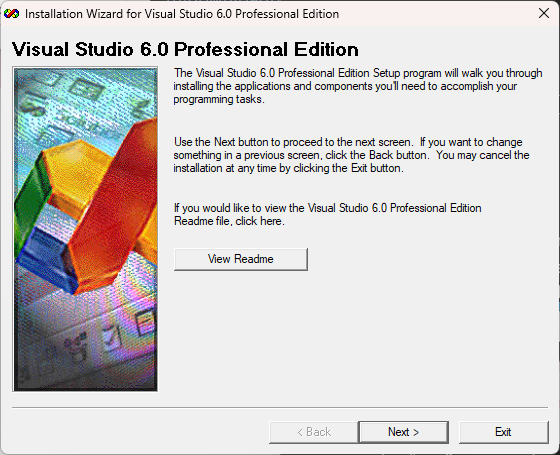 Installation Wizard for Visual Studio 6.0 Professional Edition
Visual Studio 6.0 Professional Edition
The Visual Studio 6.0 Professional Edition Setup program will walk you through
installing the applications and components you'll need to accomplish your
programming tasks.
Use the Next button to proceed to the next screen.  If you want to change
something in a previous screen, click the Back button.  You may cancel the
installation at any time by clicking the Exit button.
If you would like to view the Visual Studio 6.0 Professional Edition
Readme file, click here.
View Readme
< Back
Next >
Exit